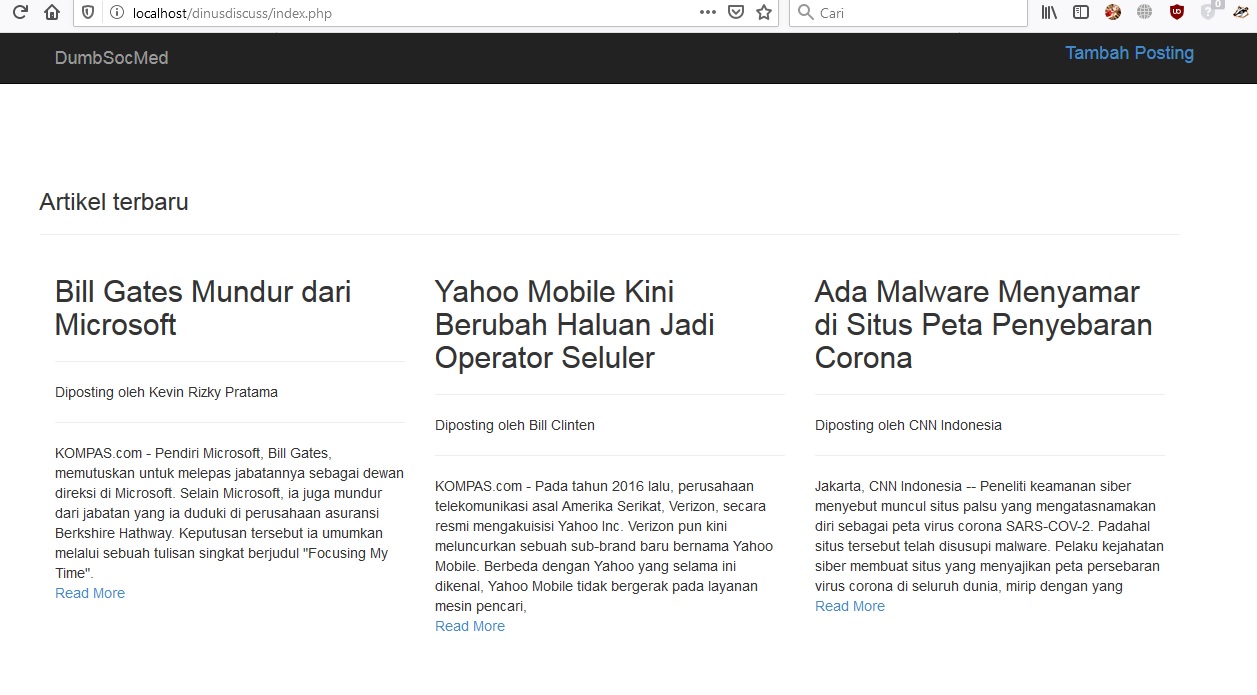 localhost/dinusdiscuss/index.php
Cari
DumbSocMed
Tambah Posting
Artikel terbaru
Bill Gates Mundur dari
Microsoft
Diposting oleh Kevin Rizky Pratama
KOMPAS.com - Pendiri Microsoft, Bill Gates,
memutuskan untuk melepas jabatannya sebagai dewan
direksi di Microsoft. Selain Microsoft, ia juga mundur
dari jabatan yang ia duduki di perusahaan asuransi
Berkshire Hathway. Keputusan tersebut ia umumkan
melalui sebuah tulisan singkat berjudul "Focusing My
Time".
Read More
Yahoo Mobile Kini
Berubah Haluan Jadi
Operator Seluler
Diposting oleh Bill Clinten
KOMPAS.com - Pada tahun 2016 lalu, perusahaan
telekomunikasi asal Amerika Serikat, Verizon, secara
resmi mengakuisisi Yahoo Inc. Verizon pun kini
meluncurkan sebuah sub-brand baru bernama Yahoo
Mobile. Berbeda dengan Yahoo yang selama ini
dikenal, Yahoo Mobile tidak bergerak pada layanan
mesin pencari,
Read More
Ada Malware Menyamar
di Situs Peta Penyebaran
Corona
Diposting oleh CNN Indonesia
Jakarta, CNN Indonesia -- Peneliti keamanan siber
menyebut muncul situs palsu yang mengatasnamakan
diri sebagai peta virus corona SARS-COV-2. Padahal
situs tersebut telah disusupi malware. Pelaku kejahatan
siber membuat situs yang menyajikan peta persebaran
virus corona di seluruh dunia, mirip dengan yang
Read More